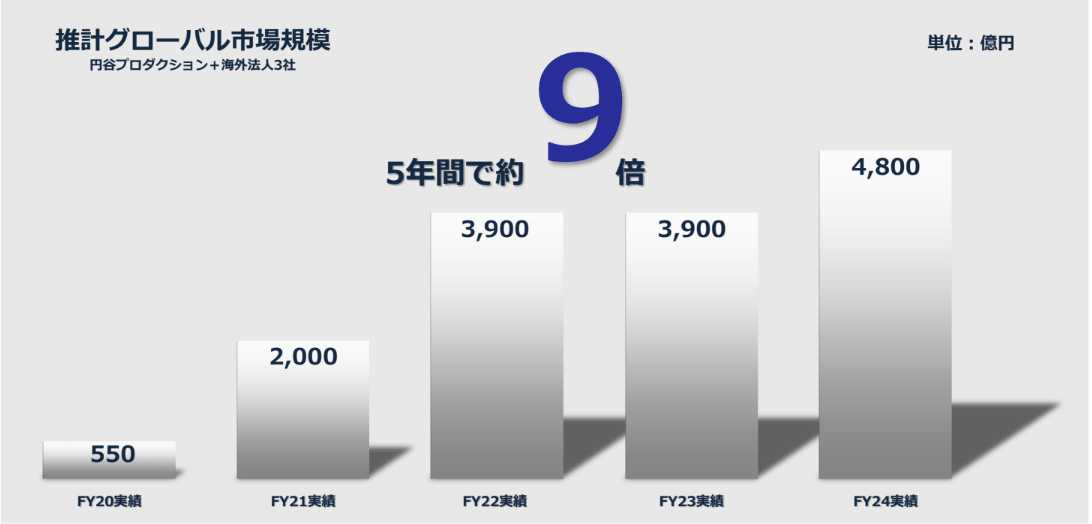 推計グローバル市場規模
円谷プロダクション＋海外法人3社
単位：億円
5年間で約9倍
550
2,000
3,900
3,900
4,800
FY20実績
FY21実績
FY22実績
FY23実績
FY24実績